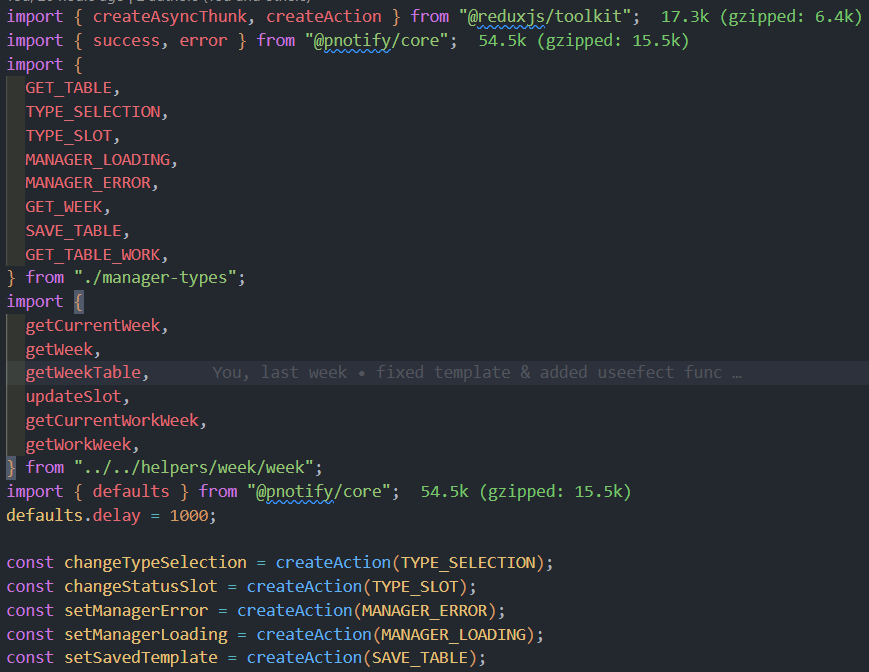 import { createAsyncThunk, createAction } from "@reduxjs/toolkit"; 17.3k (gzipped: 6.4k)
import { success, error } from "@pnotify/core"; 54.5k (gzipped: 15.5k)
import {
GET_TABLE,
TYPE_SELECTION,
TYPE_SLOT,
MANAGER_LOADING,
MANAGER_ERROR,
GET_WEEK,
SAVE_TABLE,
GET_TABLE_WORK,
} from "./manager-types";
import {
getCurrentWeek,
getWeek,
getWeekTable, You, last week • fixed template & added useefect func …
updateSlot,
getCurrentWorkWeek,
getWorkWeek,
} from "../../helpers/week/week";
import { defaults } from "@pnotify/core"; 54.5k (gzipped: 15.5k)
defaults.delay = 1000;
const changeTypeSelection = createAction(TYPE_SELECTION);
const changeStatusSlot = createAction(TYPE_SLOT);
const setManagerError = createAction(MANAGER_ERROR);
const setManagerLoading = createAction(MANAGER_LOADING);
const setSavedTemplate = createAction(SAVE_TABLE);